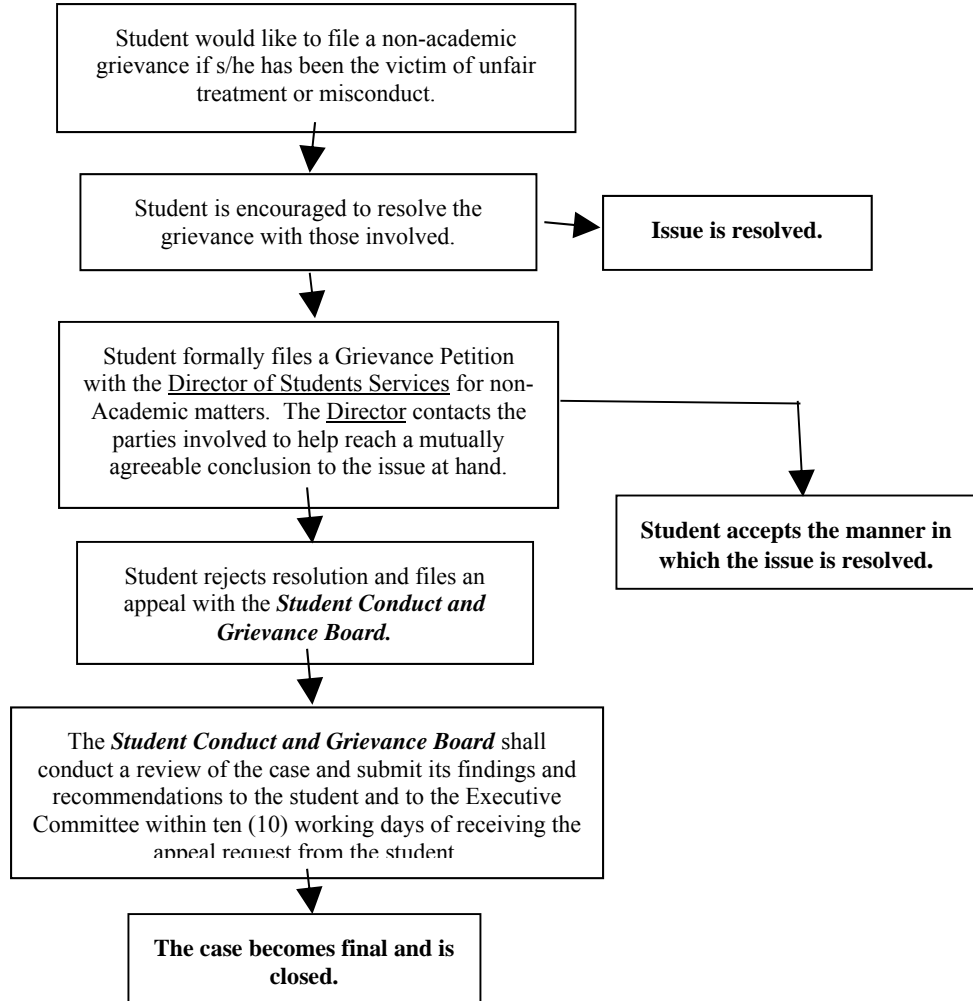 Student would like to file a non-academic
grievance if s/he has been the victim of unfair
treatment or misconduct.
Student is encouraged to resolve the
grievance with those involved.
Issue is resolved.
Student formally files a Grievance Petition
with the Director of Students Services for non-
Academic matters. The Director contacts the
parties involved to help reach a mutually
agreeable conclusion to the issue at hand.
Student accepts the manner in
which the issue is resolved.
Student rejects resolution and files an
appeal with the Student Conduct and
Grievance Board.
The Student Conduct and Grievance Board shall
conduct a review of the case and submit its findings and
recommendations to the student and to the Executive
Committee within ten (10) working days of receiving the
appeal request from the student
The case becomes final and is
closed.